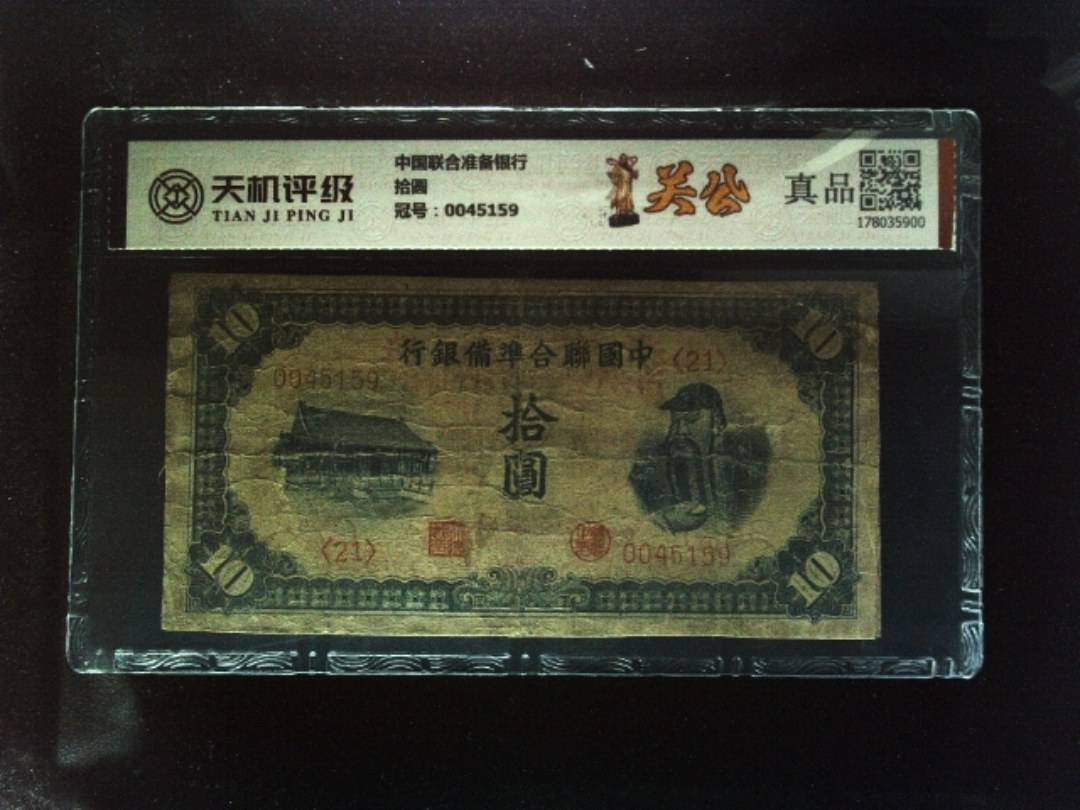 天机评级
TIAN JI PING JI
中国联合准备银行
拾圆
冠号：0045159
关公
真品
178035900
10
10
行銀備準合聯國中
〈21〉
0045159
拾
圓
〈21〉
0045159
10
10